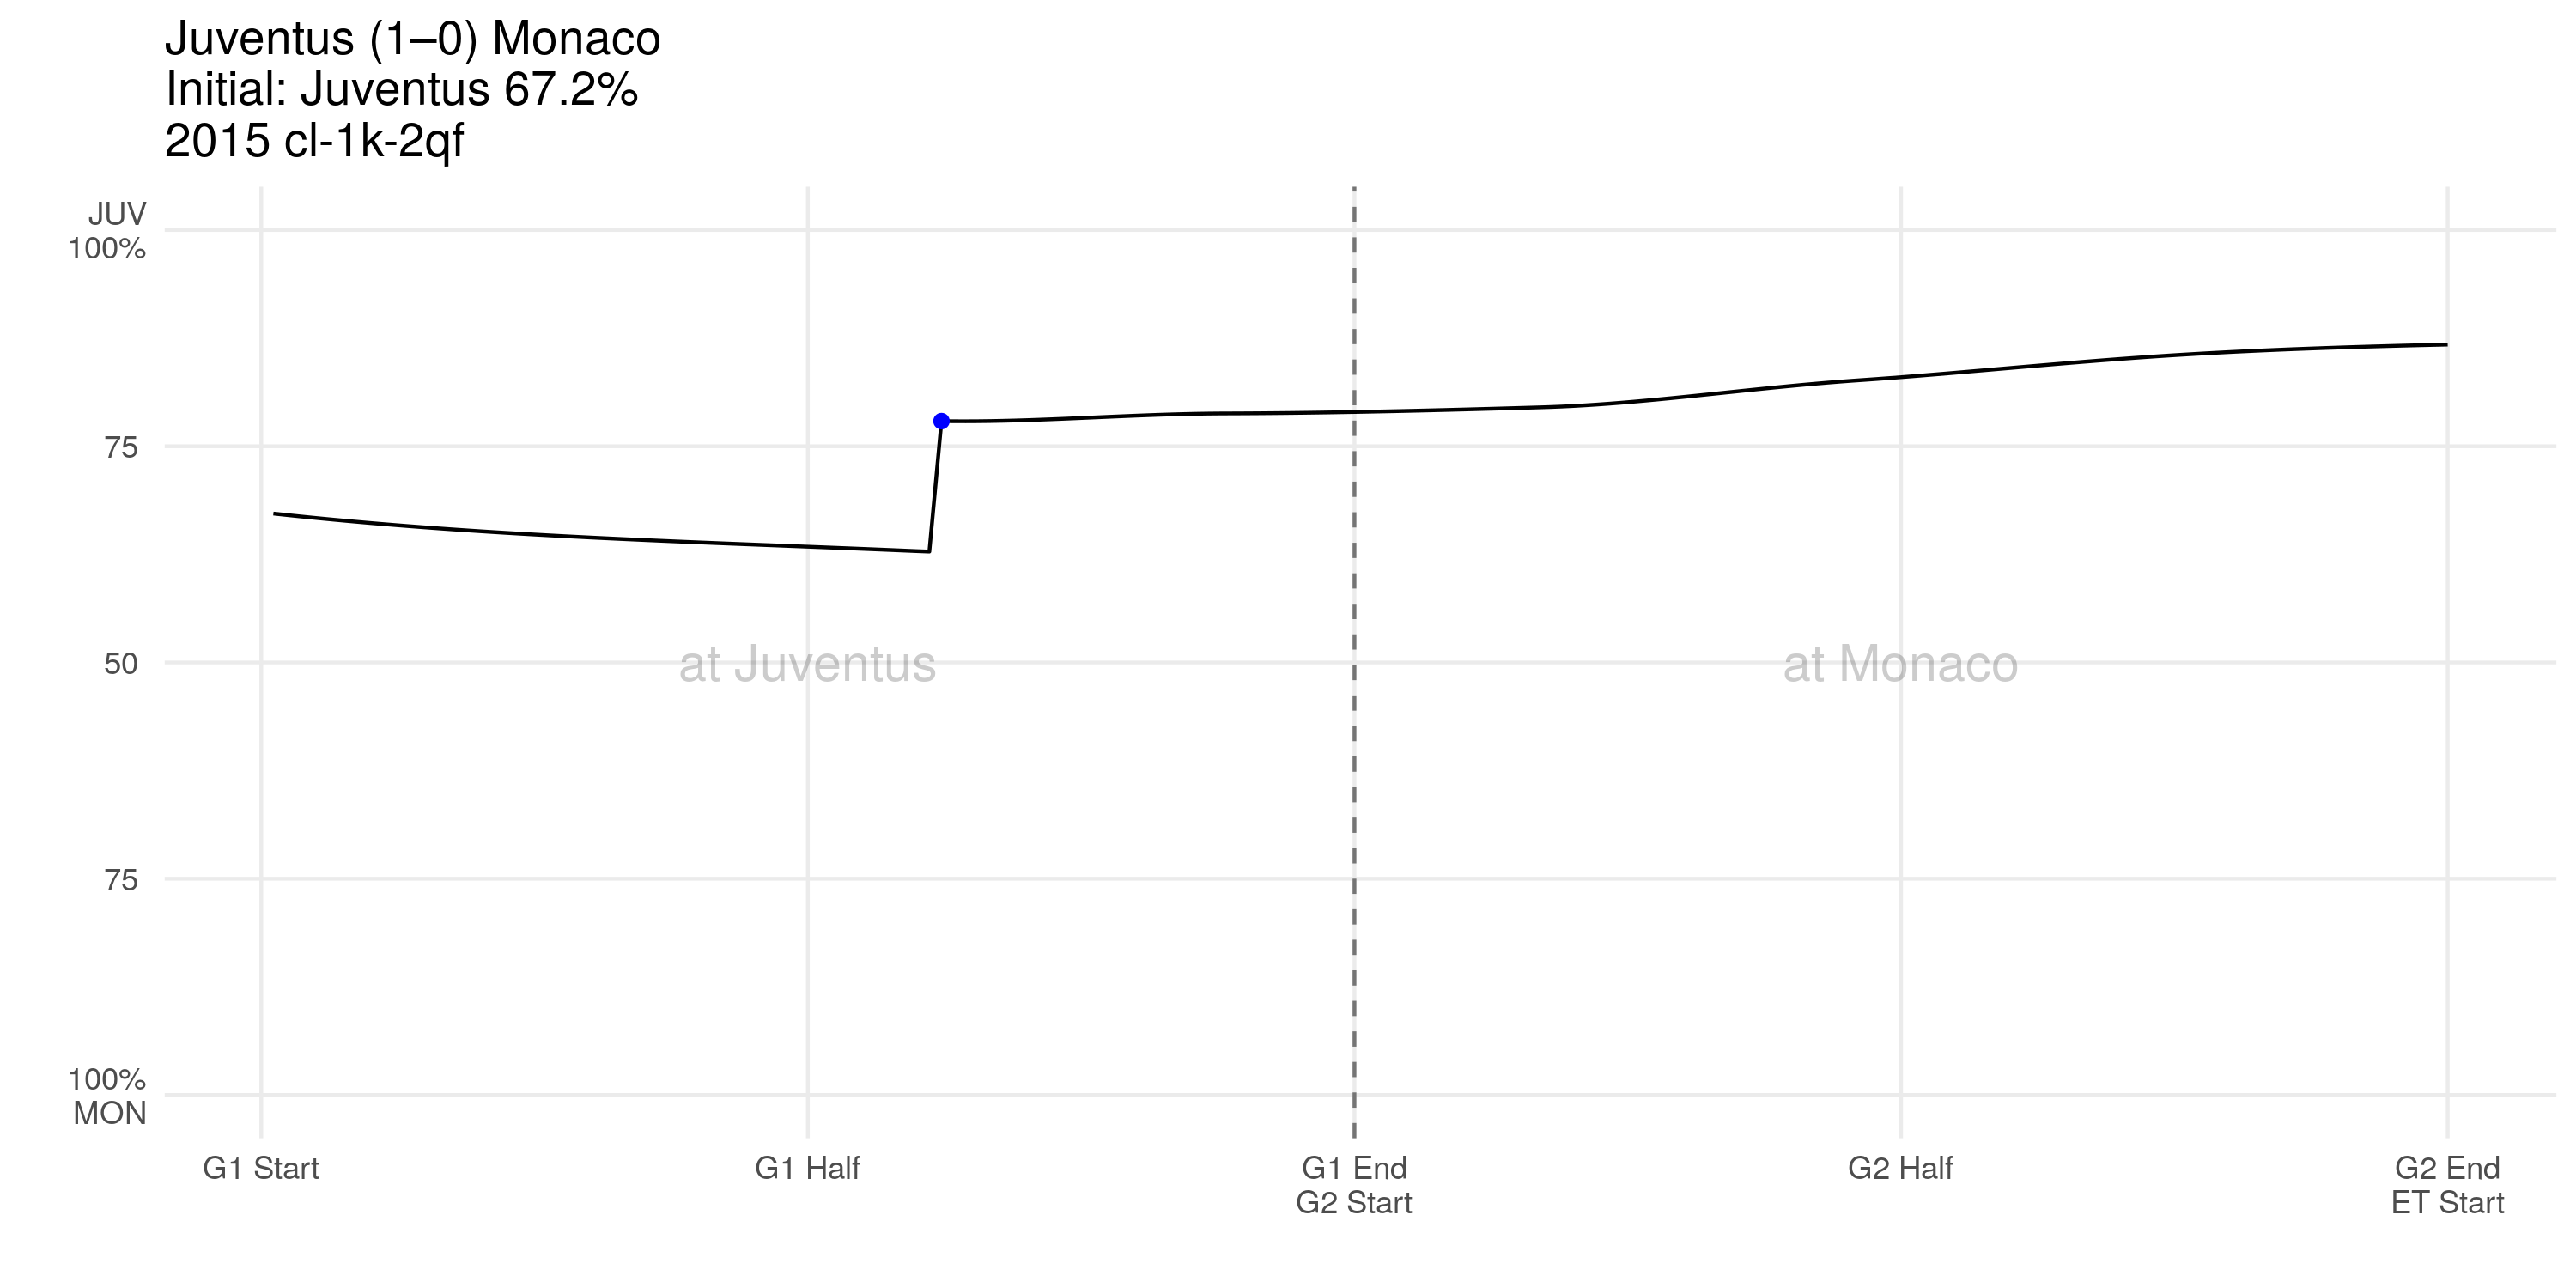 Juventus (1–0) Monaco
Initial: Juventus 67.2%
2015 cl-1k-2qf
JUV
100%
75
50
75
100%
MON
at Juventus
at Monaco
G1 Start
G1 Half
G1 End
G2 Start
G2 Half
G2 End
ET Start